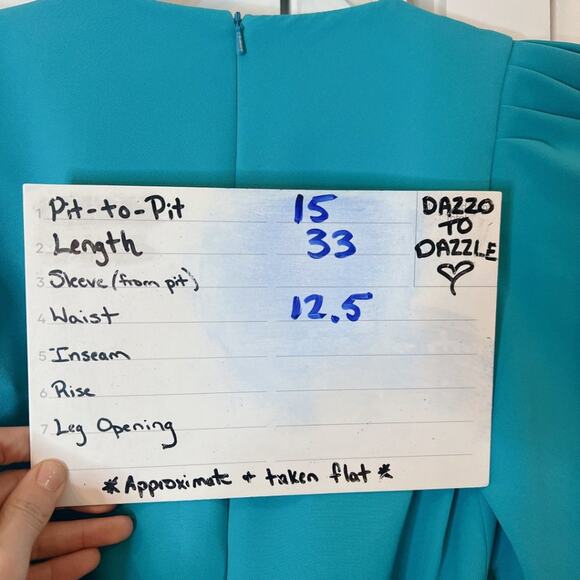 1 Pit-to-Pit 15
2 Length 33
3 Sleeve (from pit)
4 Waist 12.5
5 Inseam
6 Rise
7 Leg Opening
*Approximate + taken flat*
DAZZO
TO
DAZZLE
♡